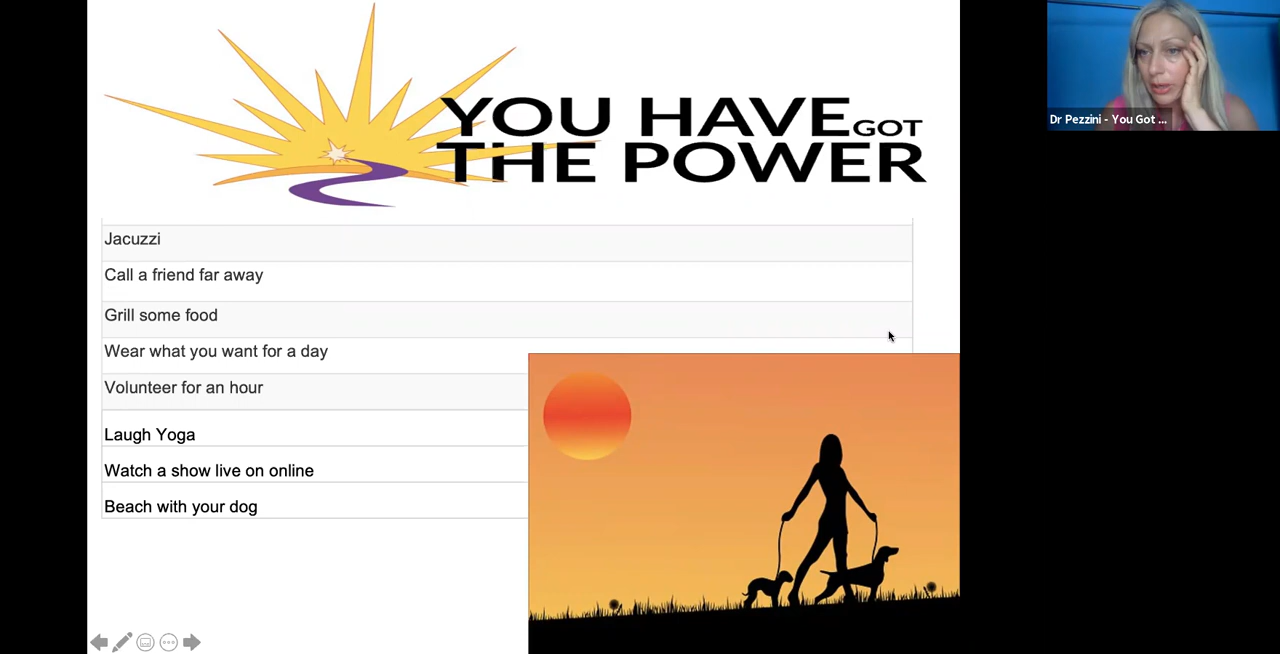 YOU HAVE GOT
THE POWER
Dr Pezzini - You Got ...
Jacuzzi
Call a friend far away
Grill some food
Wear what you want for a day
Volunteer for an hour
Laugh Yoga
Watch a show live on online
Beach with your dog